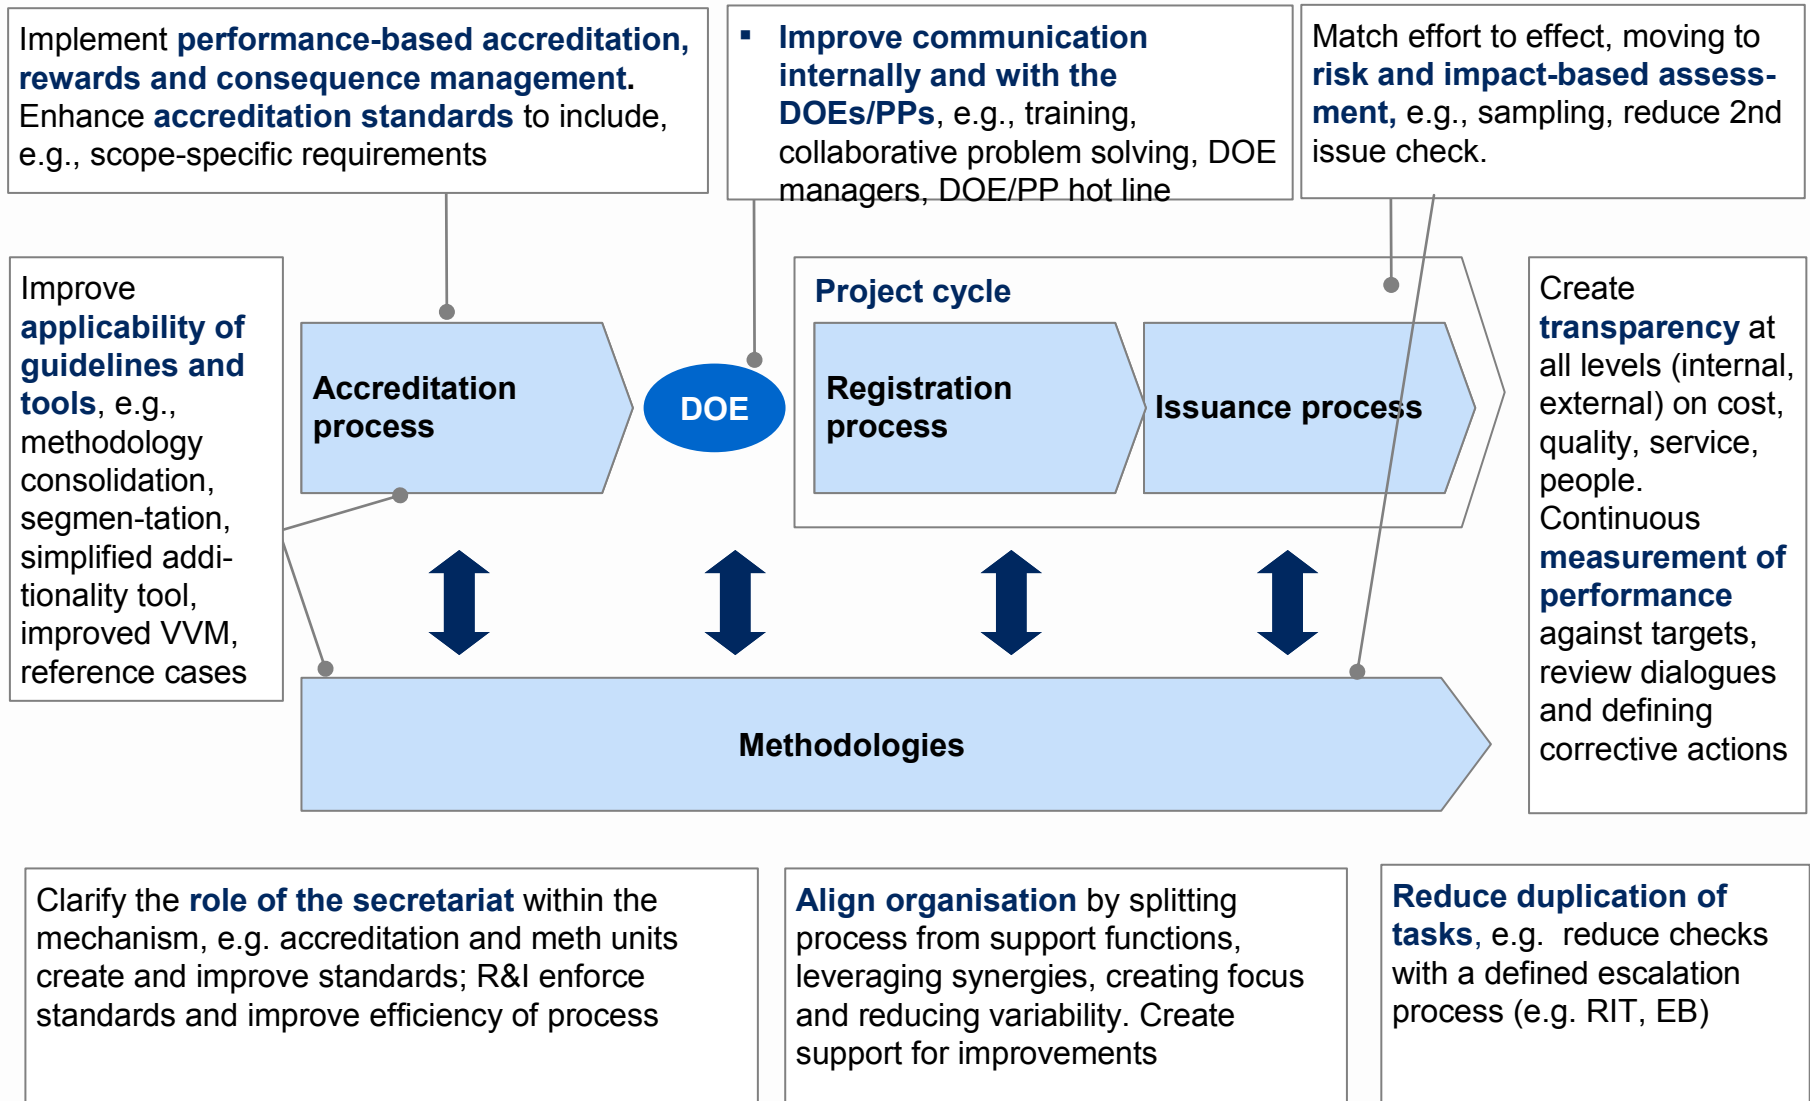 Implement performance-based accreditation,
rewards and consequence management.
Enhance accreditation standards to include,
e.g., scope-specific requirements
▪ Improve communication
internally and with the
DOEs/PPs, e.g., training,
collaborative problem solving, DOE
managers, DOE/PP hot line
Match effort to effect, moving to
risk and impact-based assess-
ment, e.g., sampling, reduce 2nd
issue check.
Improve
applicability of
guidelines and
tools, e.g.,
methodology
consolidation,
segmen-tation,
simplified addi-
tionality tool,
improved VVM,
reference cases
Accreditation
process
DOE
Project cycle
Registration
process
Issuance process
Create
transparency at
all levels (internal,
external) on cost,
quality, service,
people.
Continuous
measurement of
performance
against targets,
review dialogues
and defining
corrective actions
Methodologies
Clarify the role of the secretariat within the
mechanism, e.g. accreditation and meth units
create and improve standards; R&I enforce
standards and improve efficiency of process
Align organisation by splitting
process from support functions,
leveraging synergies, creating focus
and reducing variability. Create
support for improvements
Reduce duplication of
tasks, e.g. reduce checks
with a defined escalation
process (e.g. RIT, EB)